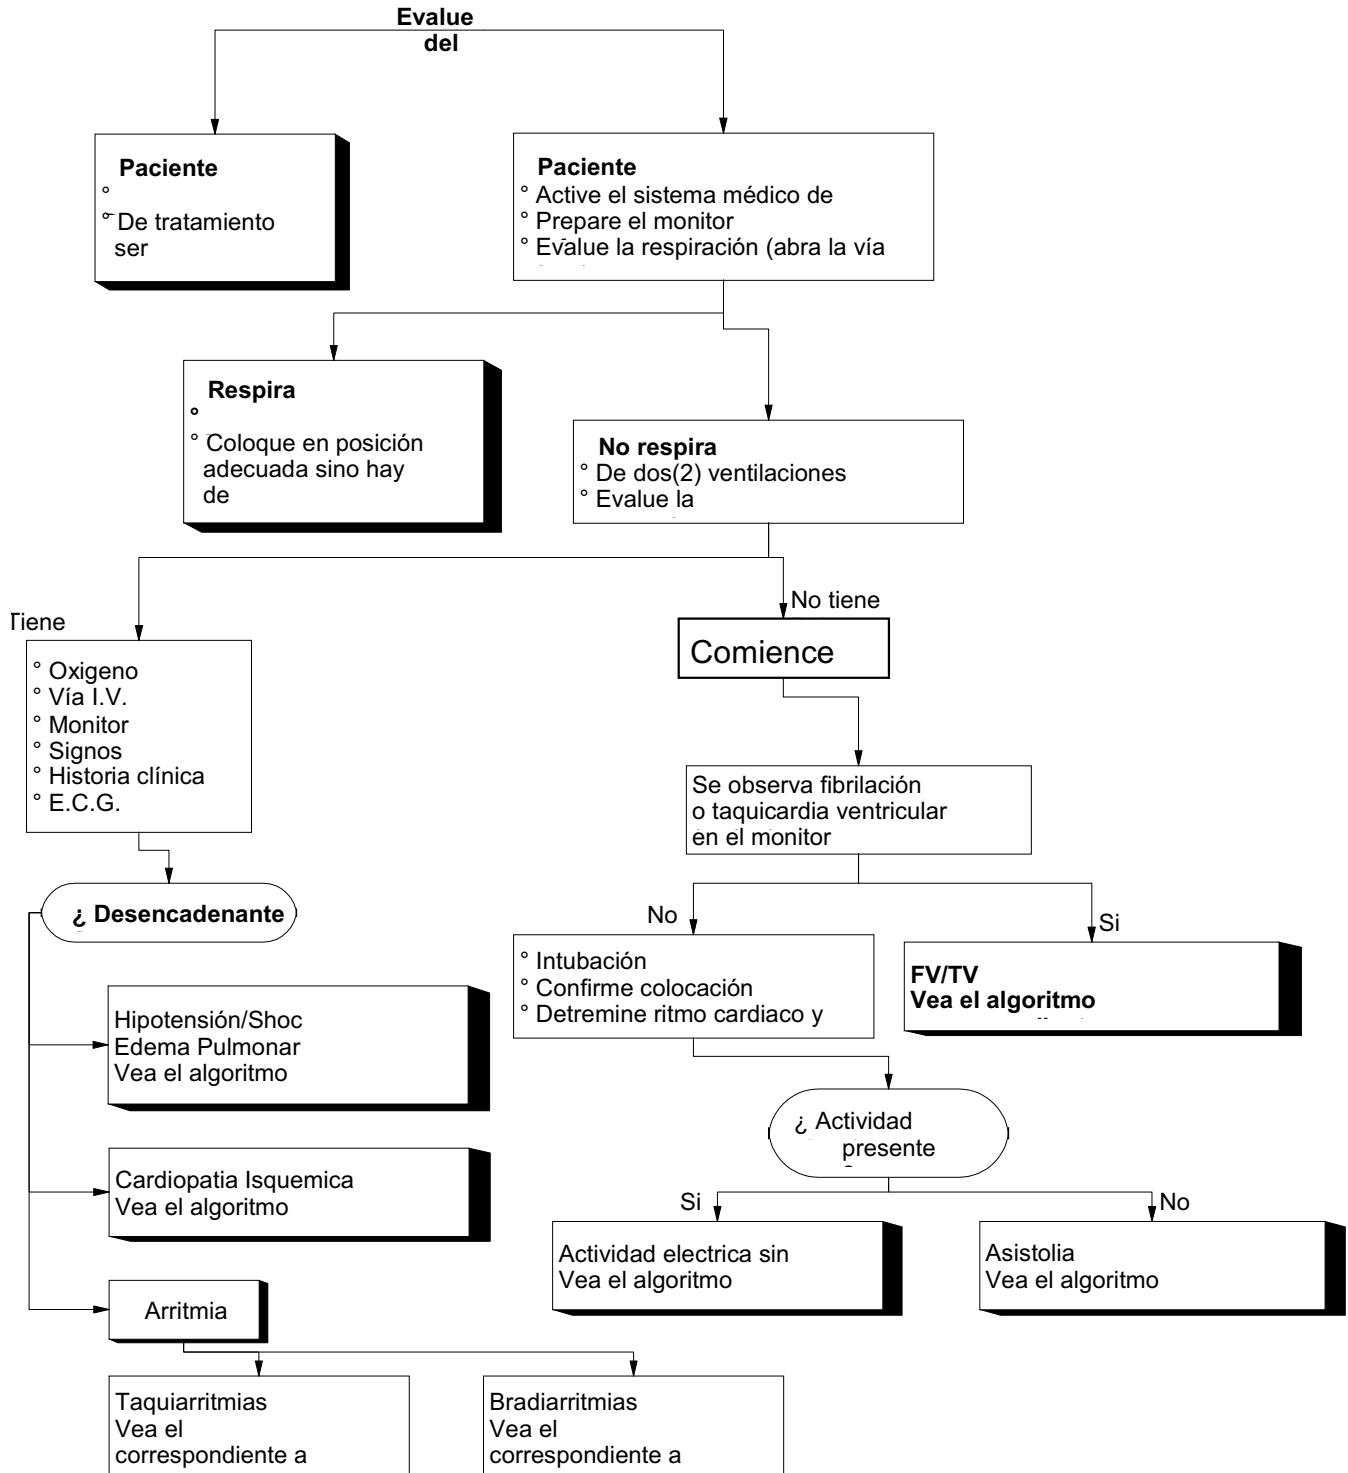 Evalue
del
Paciente
°
° De tratamiento
ser
Paciente
° Active el sistema médico de
° Prepare el monitor
° Evalue la respiración (abra la vía
Respira
°
° Coloque en posición
adecuada sino hay
de
No respira
° De dos(2) ventilaciones
° Evalue la
Tiene
No tiene
° Oxigeno
° Vía I.V.
° Monitor
° Signos
° Historia clínica
° E.C.G.
Comience
Se observa fibrilación
o taquicardia ventricular
en el monitor
¿ Desencadenante
No
Si
° Intubación
° Confirme colocación
° Detremine ritmo cardiaco y
FV/TV
Vea el algoritmo
Hipotensión/Shoc
Edema Pulmonar
Vea el algoritmo
¿ Actividad
presente
Cardiopatia Isquemica
Vea el algoritmo
Si
No
Actividad electrica sin
Vea el algoritmo
Asistolia
Vea el algoritmo
Arritmia
Taquiarritmias
Vea el
correspondiente a
Bradiarritmias
Vea el
correspondiente a